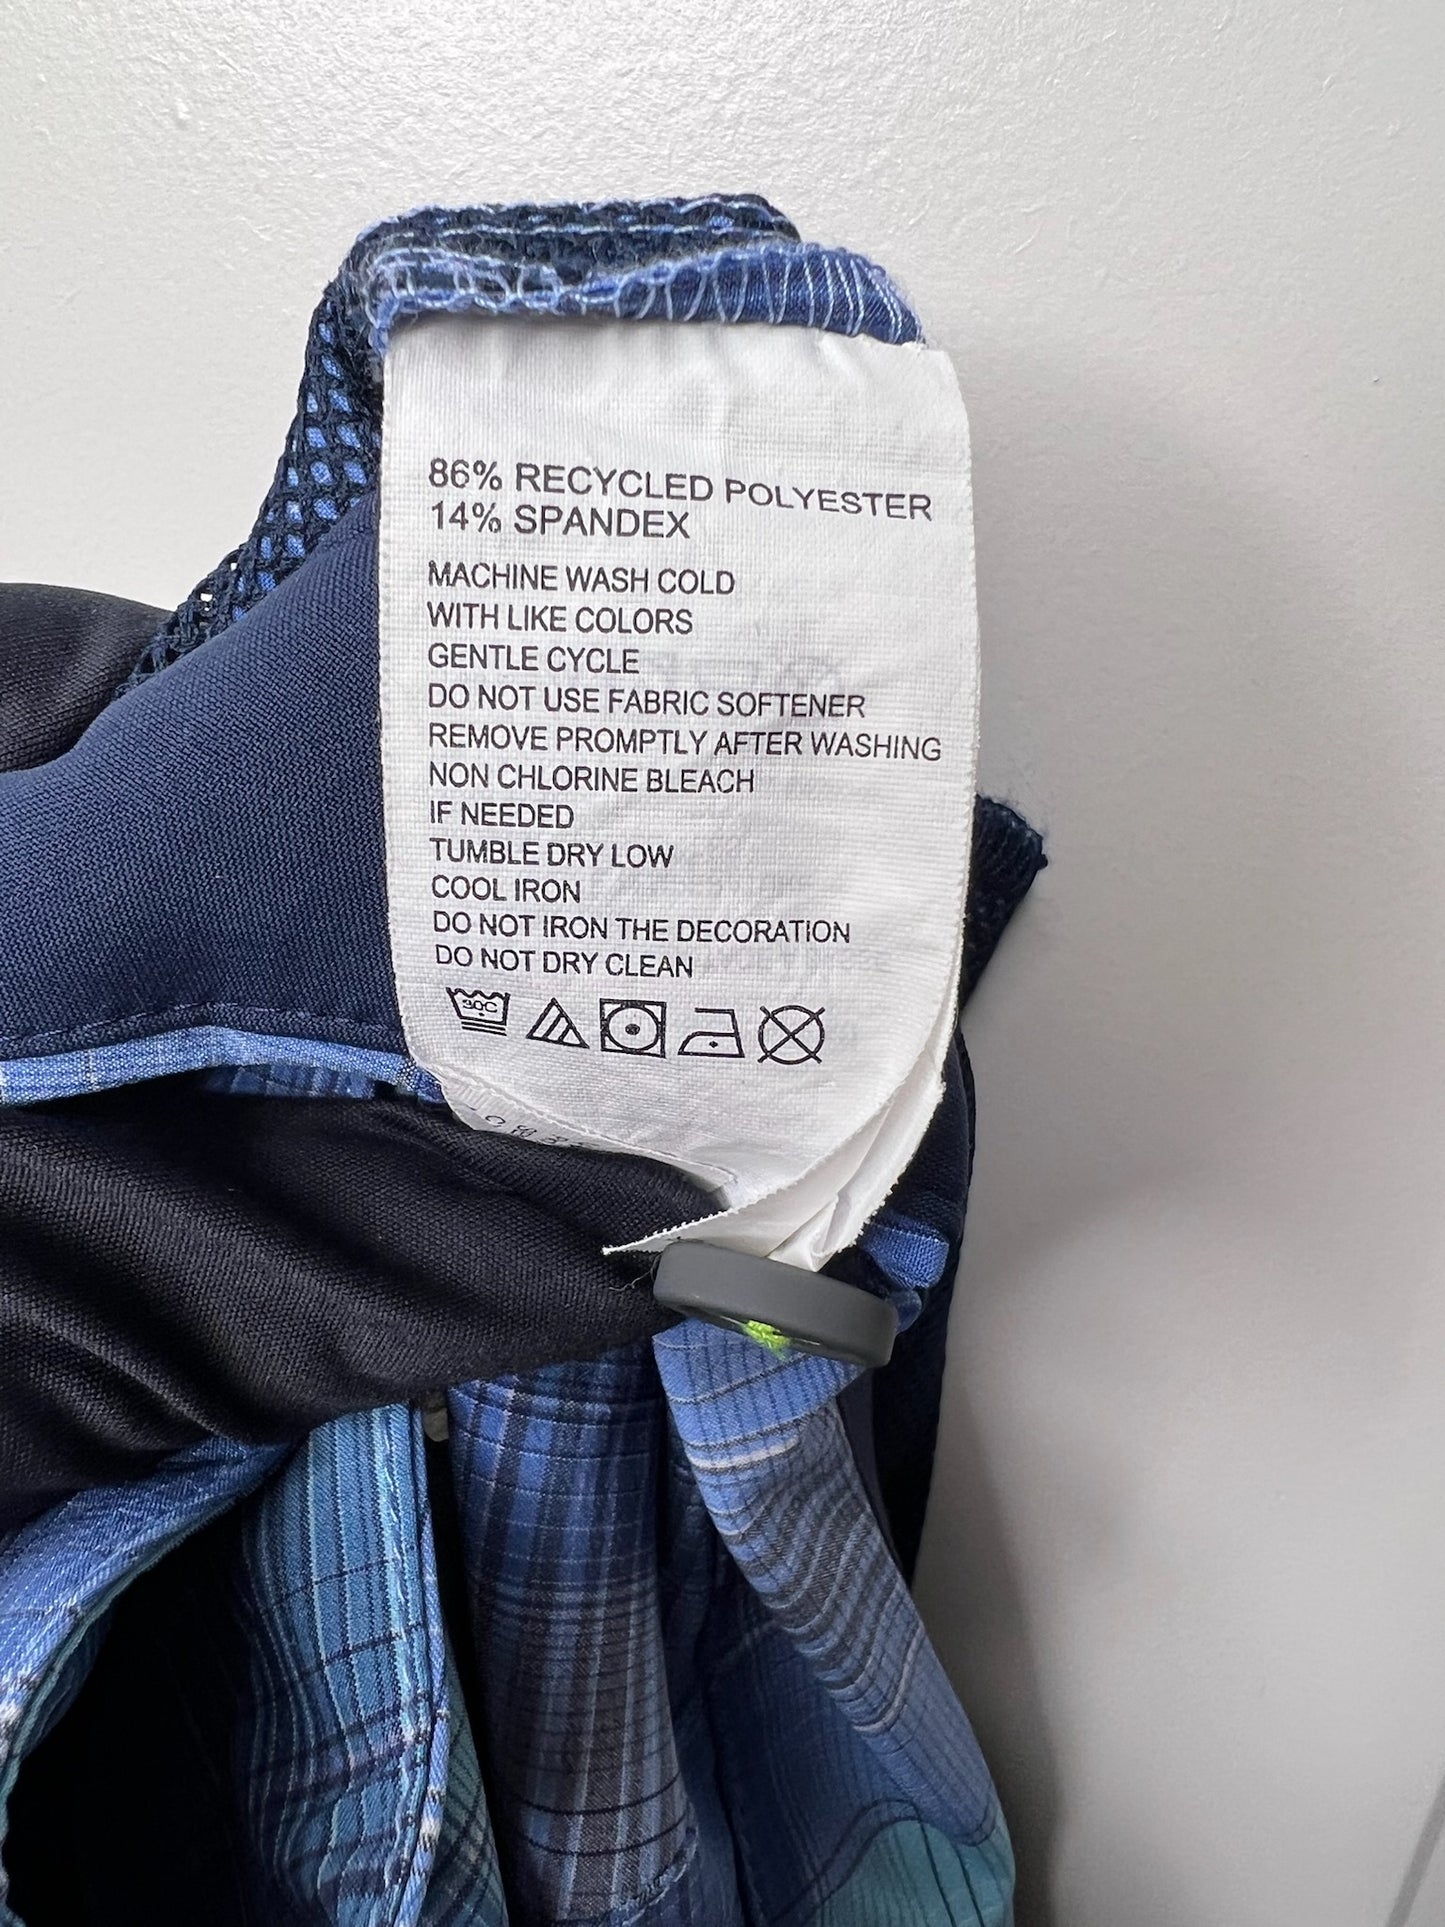 86% RECYCLED POLYESTER
14% SPANDEX
MACHINE WASH COLD
WITH LIKE COLORS
GENTLE CYCLE
DO NOT USE FABRIC SOFTENER
REMOVE PROMPTLY AFTER WASHING
NON CHLORINE BLEACH
IF NEEDED
TUMBLE DRY LOW
COOL IRON
DO NOT IRON THE DECORATION
DO NOT DRY CLEAN
30C